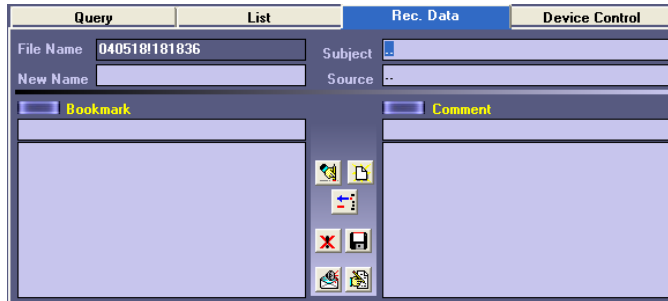 Query List Rec. Data Device Control
File Name 040518!181836 Subject ..
New Name Source ..
Bookmark Comment